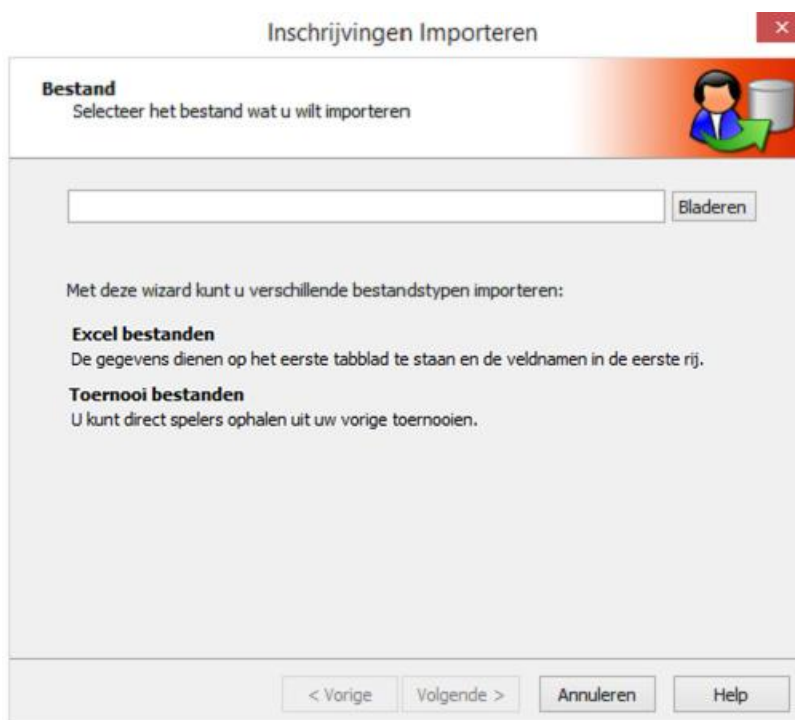 Inschrijvingen Importeren
Bestand
Selecteer het bestand wat u wilt importeren
Bladeren
Met deze wizard kunt u verschillende bestandstypen importeren:
Excel bestanden
De gegevens dienen op het eerste tabblad te staan en de veldnamen in de eerste rij.
Toernooi bestanden
U kunt direct spelers ophalen uit uw vorige toernooien.
< Vorige
Volgende >
Annuleren
Help